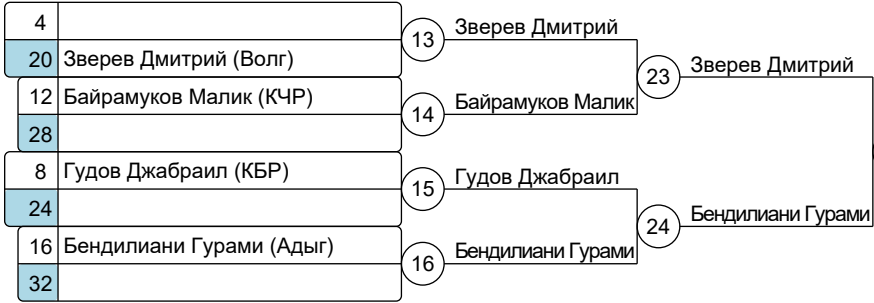 4
13
Зверев Дмитрий
20 Зверев Дмитрий (Волг)
23
Зверев Дмитрий
12 Байрамуков Малик (КЧР)
14
Байрамуков Малик
28
8 Гудов Джабраил (КБР)
15
Гудов Джабраил
24
24
Бендилиани Гурами
16 Бендилиани Гурами (Адыг)
16
Бендилиани Гурами
32